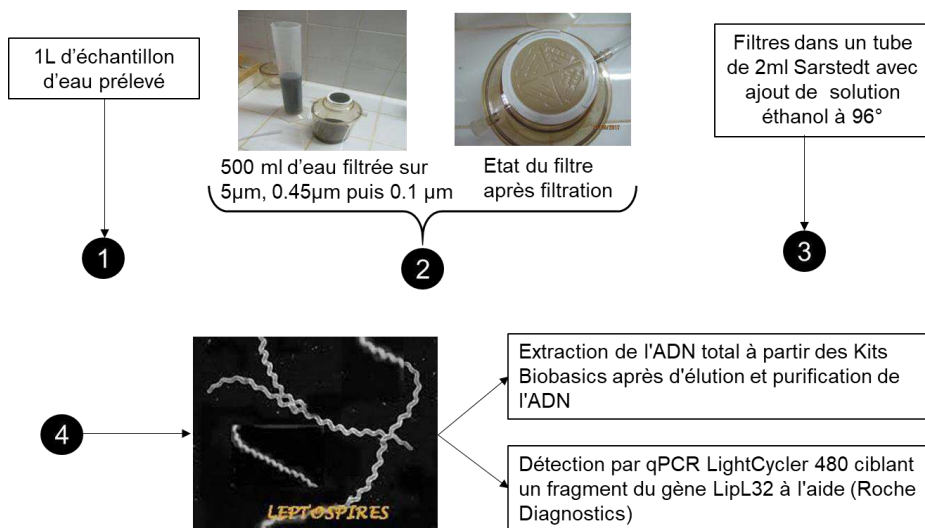 1L d'échantillon
d'eau prélevé
500 ml d'eau filtrée sur
5µm, 0.45µm puis 0.1 µm
Etat du filtre
après filtration
Filtres dans un tube
de 2ml Sarstedt avec
ajout de solution
éthanol à 96°
1
2
3
4
LEPTOSPIRES
Extraction de l'ADN total à partir des Kits
Biobasics après d'élution et purification de
l'ADN
Détection par qPCR LightCycler 480 ciblant
un fragment du gène LipL32 à l'aide (Roche
Diagnostics)